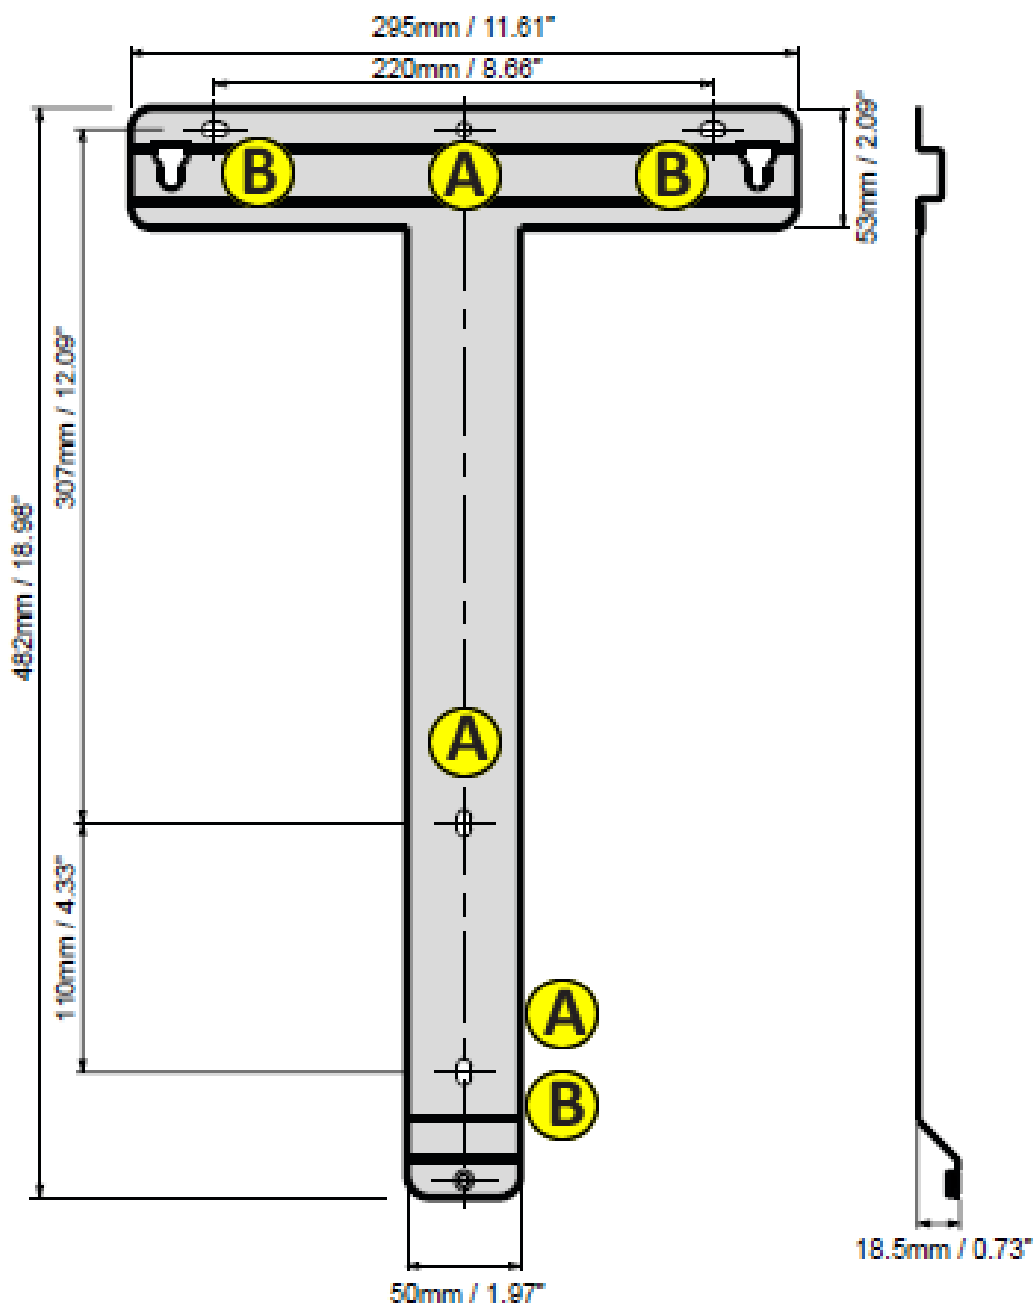 295mm / 11.61"
220mm / 8.66"
53mm / 2.09"
B
A
B
307mm / 12.09"
482mm / 18.98"
A
110mm / 4.33"
A
B
18.5mm / 0.73"
50mm / 1.97"